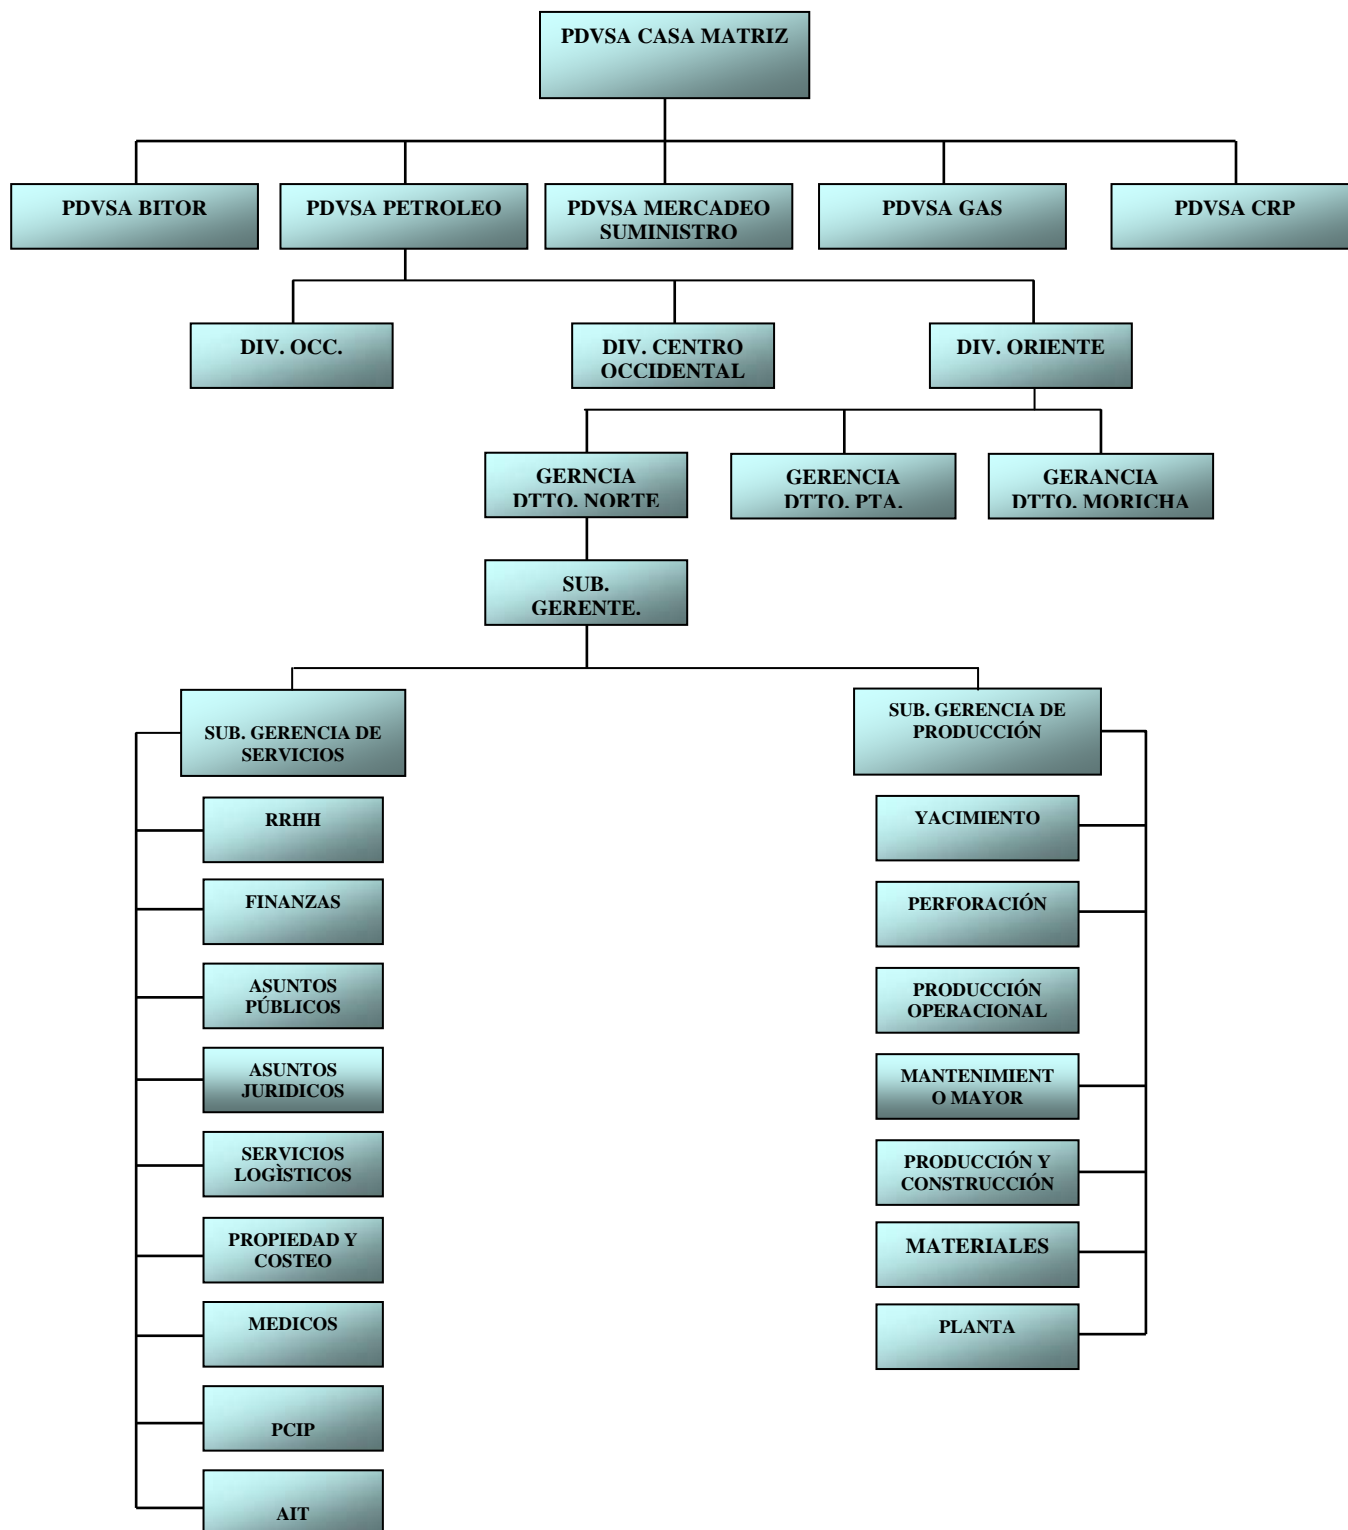 PDVSA CASA MATRIZ
PDVSA BITOR
PDVSA PETROLEO
PDVSA MERCADEO
SUMINISTRO
PDVSA GAS
PDVSA CRP
DIV. OCC.
DIV. CENTRO
OCCIDENTAL
DIV. ORIENTE
GERNCIA
DTTO. NORTE
GERENCIA
DTTO. PTA.
GERANCIA
DTTO. MORICHA
SUB.
GERENTE.
SUB. GERENCIA DE
SERVICIOS
RRHH
FINANZAS
ASUNTOS
PÚBLICOS
ASUNTOS
JURIDICOS
SERVICIOS
LOGÌSTICOS
PROPIEDAD Y
COSTEO
MEDICOS
PCIP
AIT
SUB. GERENCIA DE
PRODUCCIÓN
YACIMIENTO
PERFORACIÓN
PRODUCCIÓN
OPERACIONAL
MANTENIMIENT
O MAYOR
PRODUCCIÓN Y
CONSTRUCCIÓN
MATERIALES
PLANTA